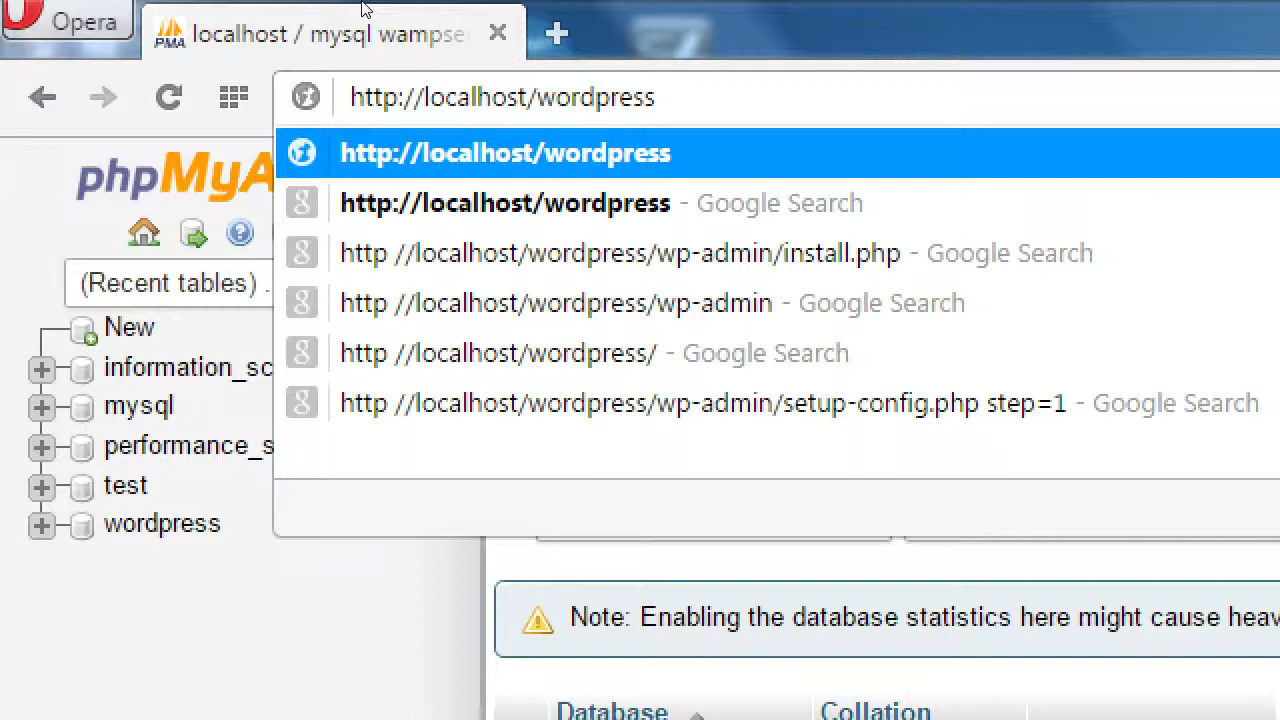 Opera
localhost / mysql wampse
http://localhost/wordpress
http://localhost/wordpress
http://localhost/wordpress - Google Search
http //localhost/wordpress/wp-admin/install.php - Google Search
http //localhost/wordpress/wp-admin - Google Search
http //localhost/wordpress/ - Google Search
http //localhost/wordpress/wp-admin/setup-config.php step=1 - Google Search
phpMyA
(Recent tables) .
New
information_sc
mysql
performance_s
test
wordpress
Note: Enabling the database statistics here might cause heav
Database Collation